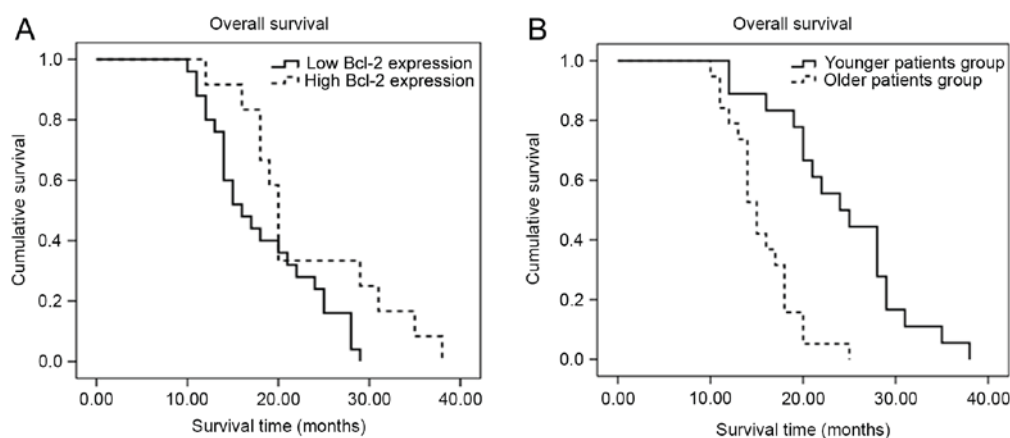 A
Overall survival
Low Bcl-2 expression
High Bcl-2 expression
Cumulative survival
1.0
0.8
0.6
0.4
0.2
0.0
0.00 10.00 20.00 30.00 40.00
Survival time (months)
B
Overall survival
Younger patients group
Older patients group
Cumulative survival
1.0
0.8
0.6
0.4
0.2
0.0
0.00 10.00 20.00 30.00 40.00
Survival time (months)